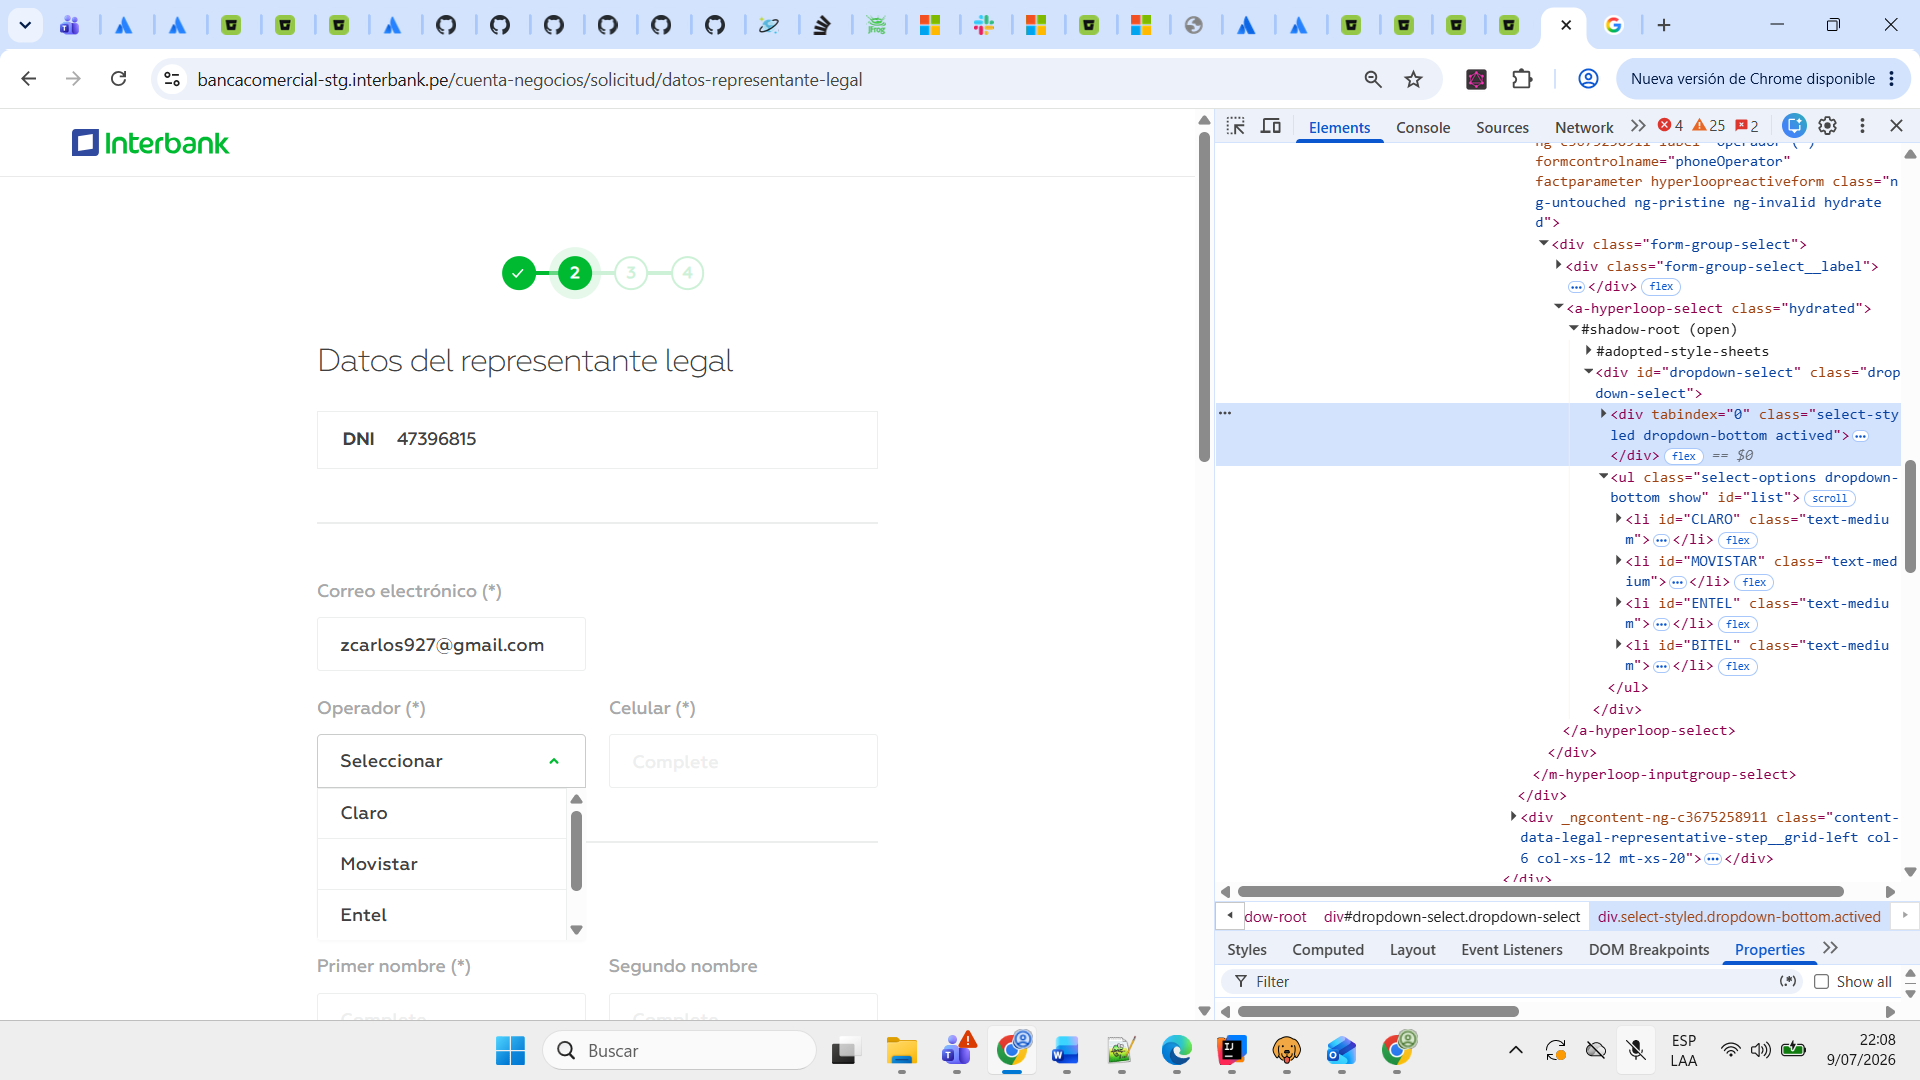 bancacomercial-stg.interbank.pe/cuenta-negocios/solicitud/datos-representante-legal
Nueva versión de Chrome disponible
Interbank
2
3
4
Datos del representante legal
DNI 47396815
Correo electrónico (*)
zcarlos927@gmail.com
Operador (*)
Celular (*)
Seleccionar
Complete
Claro
Movistar
Entel
Primer nombre (*)
Segundo nombre
Elements
Console
Sources
Network
4
25
2
formcontrolname="phoneOperator"
factparameter hyperloopreactiveform class="n
g-untouched ng-pristine ng-invalid hydrate
d">
<div class="form-group-select">
<div class="form-group-select__label">
</div> flex
<a-hyperloop-select class="hydrated">
#shadow-root (open)
#adopted-style-sheets
<div id="dropdown-select" class="drop
down-select">
<div tabindex="0" class="select-sty
led dropdown-bottom actived">
</div> flex == $0
<ul class="select-options dropdown-
bottom show" id="list"> scroll
<li id="CLARO" class="text-mediu
m"> </li> flex
<li id="MOVISTAR" class="text-med
ium"> </li> flex
<li id="ENTEL" class="text-mediu
m"> </li> flex
<li id="BITEL" class="text-mediu
m"> </li> flex
</ul>
</div>
</a-hyperloop-select>
</div>
</m-hyperloop-inputgroup-select>
</div>
<div _ngcontent-ng-c3675258911 class="content-
data-legal-representative-step__grid-left col-
6 col-xs-12 mt-xs-20"> </div>
</div>
dow-root div#dropdown-select.dropdown-select div.select-styled.dropdown-bottom.actived
Styles Computed Layout Event Listeners DOM Breakpoints Properties
Filter
(.*)
Show all
Buscar
ESP
LAA
22:08
9/07/2026